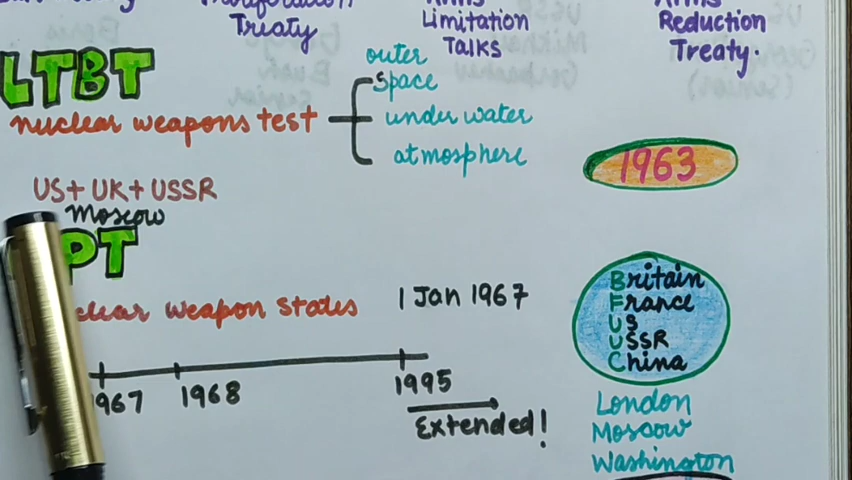 Treaty
Limitation
Talks
Reduction
Treaty.
LTBT
nuclear weapons test
outer
space
under water
atmosphere
1963
US+ UK+ USSR
Moscow
PT
weapon states
1 Jan 1967
Britain
France
US
USSR
China
1967
1968
1995
Extended!
London
Moscow
Washington